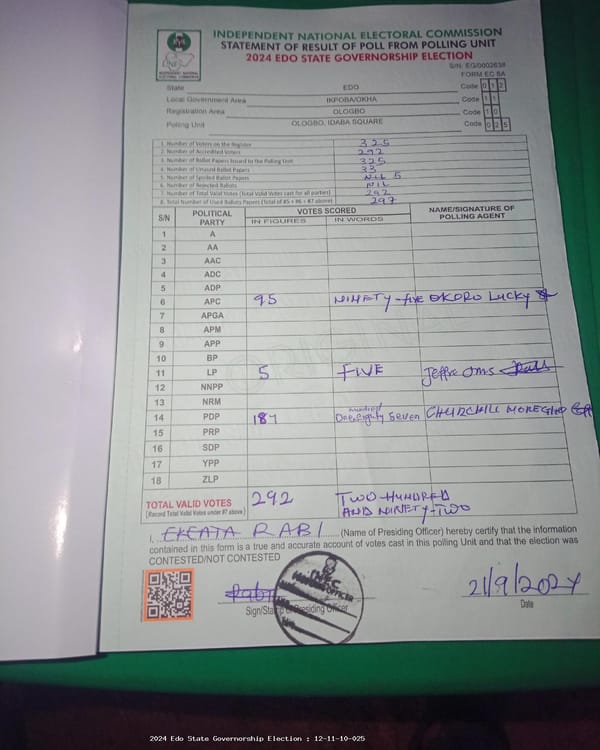 INDEPENDENT NATIONAL ELECTORAL COMMISSION
STATEMENT OF RESULT OF POLL FROM POLLING UNIT
2024 EDO STATE GOVERNORSHIP ELECTION
S/N. EG/0002638
FORM EC 8A
State EDO Code 012
Local Government Area IKPOBA/OKHA Code 11
Registration Area OLOGBO Code 10
Polling Unit OLOGBO, IDABA SQUARE Code 025
1. Number of Voters on the Register 325
2. Number of Accredited Voters 292
3. Number of Ballot Papers Issued to the Polling Unit 325
4. Number of Unused Ballot Papers 33
5. Number of Spoiled Ballot Papers NIL 5
6. Number of Rejected Ballots NIL
7. Number of Total Valid Votes (Total Valid Votes cast for all parties) 292
8. Total Number of Used Ballots Papers (Total of #5 + #6 + #7 above) 297
S/N POLITICAL PARTY VOTES SCORED NAME/SIGNATURE OF POLLING AGENT
IN FIGURES IN WORDS
1 A
2 AA
3 AAC
4 ADC
5 ADP
6 APC 95 NINETY-FIVE OKORO LUCKY
7 APGA
8 APM
9 APP
10 BP
11 LP 5 FIVE
12 NNPP
13 NRM
14 PDP 187 One hundred Eighty Seven CHURCHILL
15 PRP
16 SDP
17 YPP
18 ZLP
TOTAL VALID VOTES 292 TWO HUNDRED
(Record Total Valid Votes under #7 above) AND NINETY-TWO
I, RABI (Name of Presiding Officer) hereby certify that the information
contained in this form is a true and accurate account of votes cast in this polling Unit and that the election was
CONTESTED/NOT CONTESTED
21/9/2024
Sign/Stamp of Presiding Officer Date
2024 Edo State Governorship Election : 12-11-10-025